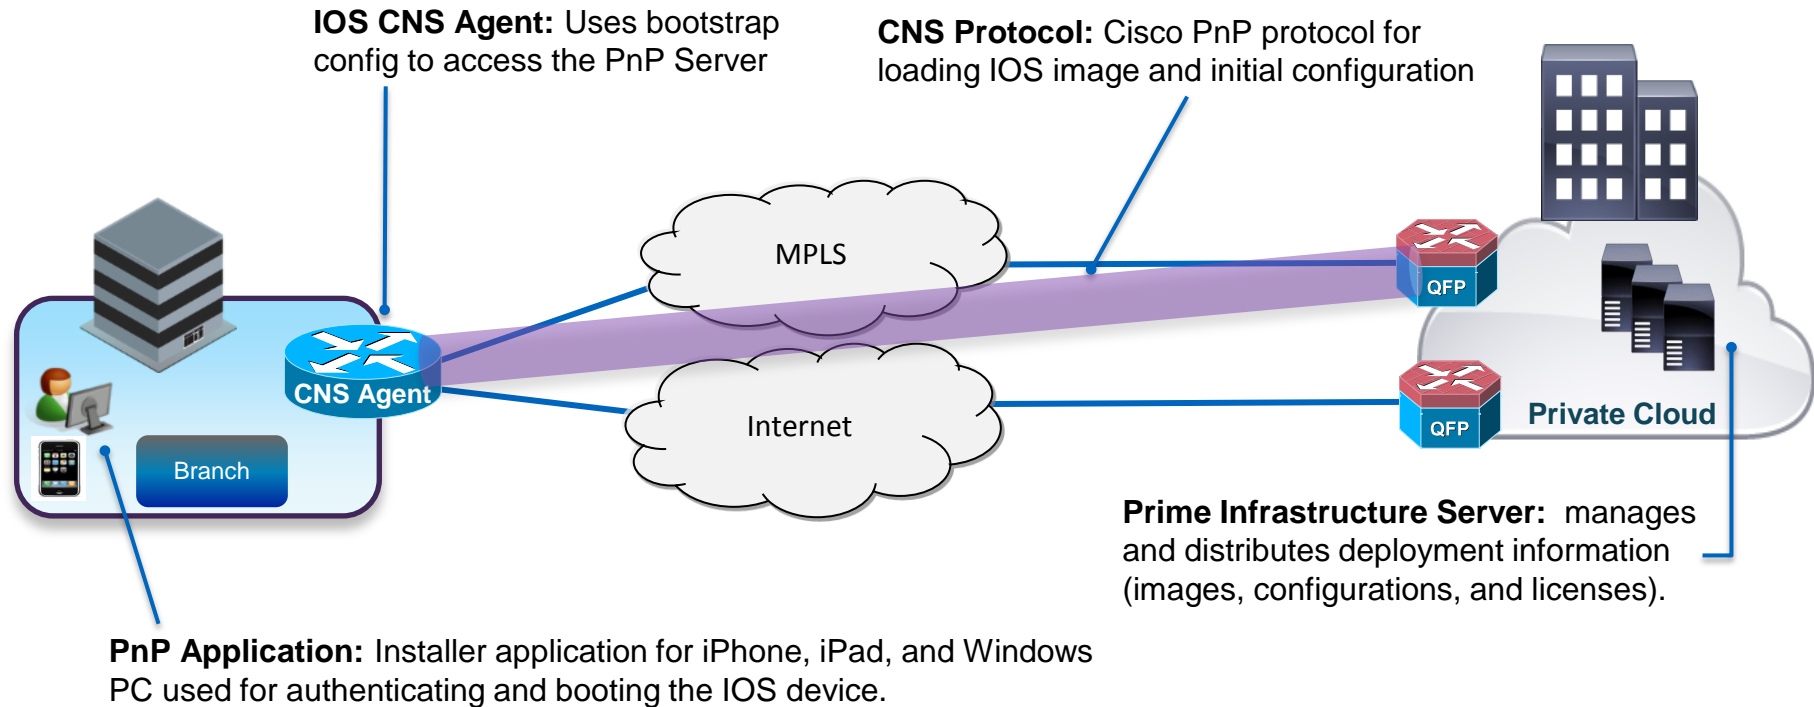 IOS CNS Agent: Uses bootstrap
config to access the PnP Server
CNS Protocol: Cisco PnP protocol for
loading IOS image and initial configuration
MPLS
QFP
CNS Agent
Internet
QFP
Private Cloud
Branch
Prime Infrastructure Server: manages
and distributes deployment information
(images, configurations, and licenses).
PnP Application: Installer application for iPhone, iPad, and Windows
PC used for authenticating and booting the IOS device.